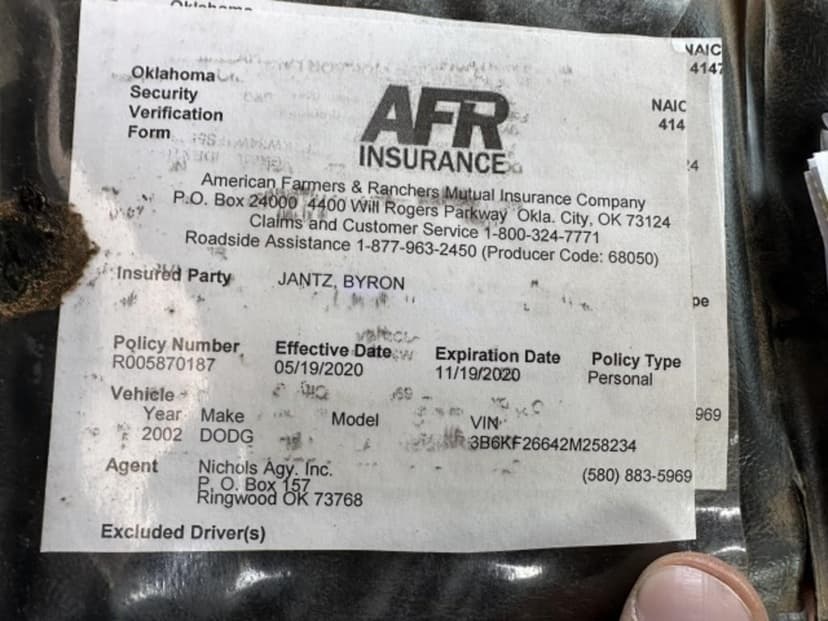 Oklahoma
NAIC
4147
Oklahoma
Security
Verification
Form
NAIC
414
AFR
INSURANCE
American Farmers & Ranchers Mutual Insurance Company
P.O. Box 24000 4400 Will Rogers Parkway Okla. City, OK 73124
Claims and Customer Service 1-800-324-7771
Roadside Assistance 1-877-963-2450 (Producer Code: 68050)
Insured Party JANTZ, BYRON
pe
Policy Number Effective Date Expiration Date Policy Type
R005870187 05/19/2020 11/19/2020 Personal
Vehicle
Year Make Model VIN
2002 DODG 3B6KF26642M258234
969
Agent Nichols Agy. Inc. (580) 883-5969
P. O. Box 157
Ringwood OK 73768
Excluded Driver(s)